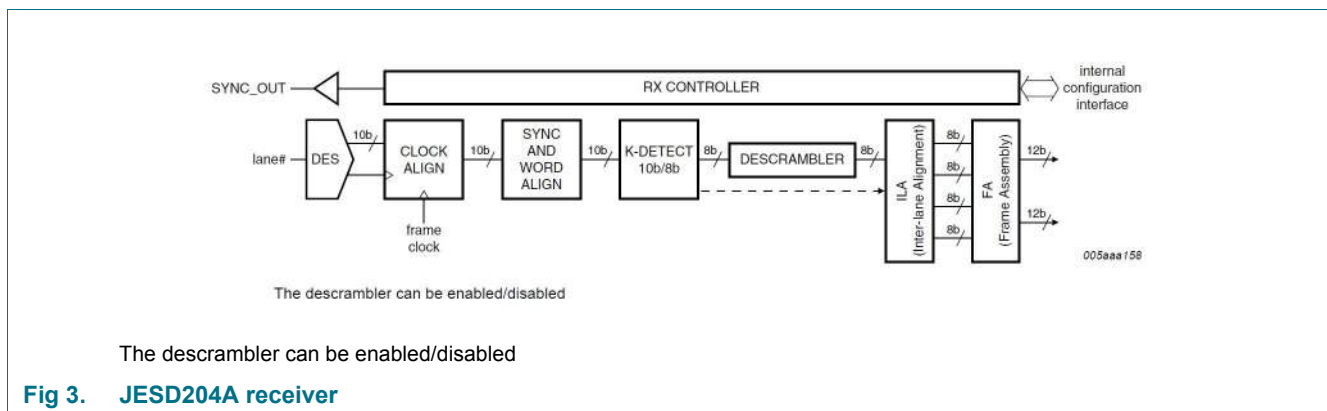 SYNC_OUT
RX CONTROLLER
internal
configuration
interface
lane#
DES
10b
CLOCK
ALIGN
frame
clock
10b
SYNC
AND
WORD
ALIGN
10b
K-DETECT
10b/8b
8b
DESCRAMBLER
8b
ILA
(Inter-lane Alignment)
8b
8b
8b
8b
FA
(Frame Assembly)
12b
12b
005aaa158
The descrambler can be enabled/disabled
The descrambler can be enabled/disabled
Fig 3. JESD204A receiver